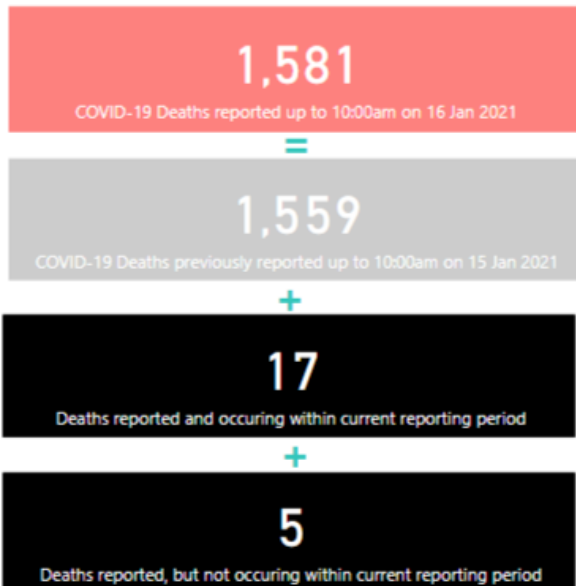 1,581
COVID-19 Deaths reported up to 10:00am on 16 Jan 2021
=
1,559
COVID-19 Deaths previously reported up to 10:00am on 15 Jan 2021
+
17
Deaths reported and occuring within current reporting period
+
5
Deaths reported, but not occuring within current reporting period